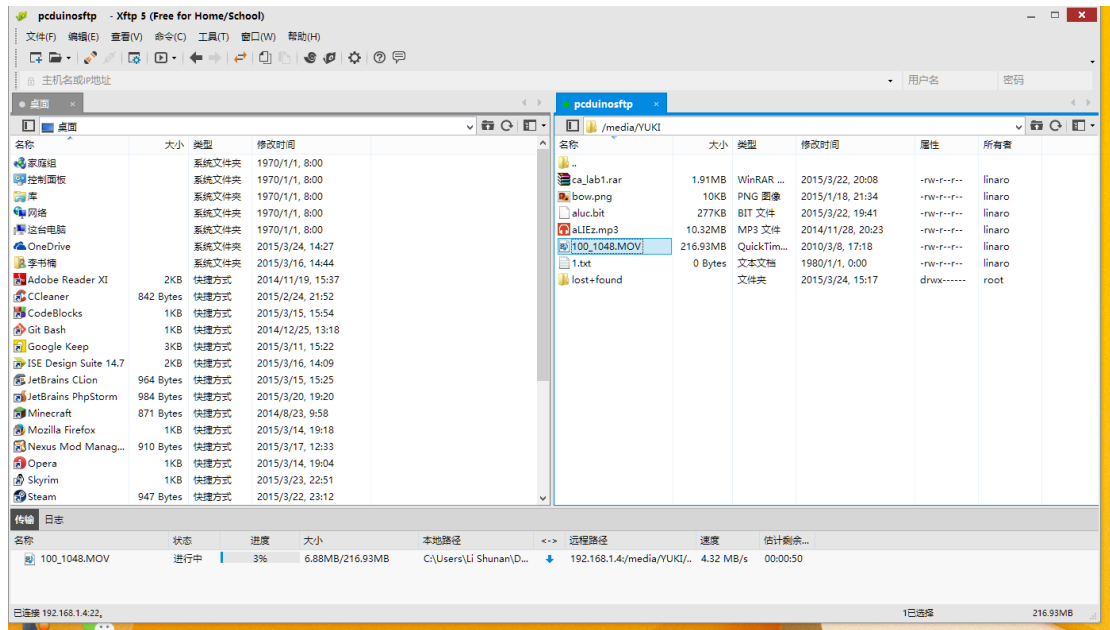 pcduinosftp - Xftp 5 (Free for Home/School)
文件(F) 编辑(E) 查看(V) 命令(C) 工具(T) 窗口(W) 帮助(H)
主机名或IP地址 用户名 密码
桌面 × pcduinosftp ×
桌面 /media/YUKI
名称 大小 类型 修改时间 名称 大小 类型 修改时间 属性 所有者
家庭组 系统文件夹 1970/1/1, 8:00 ..
控制面板 系统文件夹 1970/1/1, 8:00 ca_lab1.rar 1.91MB WinRAR ... 2015/3/22, 20:08 -rw-r--r-- linaro
库 系统文件夹 1970/1/1, 8:00 bow.png 10KB PNG 图像 2015/1/18, 21:34 -rw-r--r-- linaro
网络 系统文件夹 1970/1/1, 8:00 aluc.bit 277KB BIT 文件 2015/3/22, 19:41 -rw-r--r-- linaro
这台电脑 系统文件夹 1970/1/1, 8:00 aLIEz.mp3 10.32MB MP3 文件 2014/11/28, 20:23 -rw-r--r-- linaro
OneDrive 系统文件夹 2015/3/24, 14:27 100_1048.MOV 216.93MB QuickTim... 2010/3/8, 17:18 -rw-r--r-- linaro
李书楠 系统文件夹 2015/3/16, 14:44 1.txt 0 Bytes 文本文档 1980/1/1, 0:00 -rw-r--r-- linaro
Adobe Reader XI 2KB 快捷方式 2014/11/19, 15:37 lost+found 文件夹 2015/3/24, 15:17 drwx------ root
CCleaner 842 Bytes 快捷方式 2015/2/24, 21:52
CodeBlocks 1KB 快捷方式 2015/3/15, 15:54
Git Bash 1KB 快捷方式 2014/12/25, 13:18
Google Keep 3KB 快捷方式 2015/3/11, 15:22
ISE Design Suite 14.7 2KB 快捷方式 2015/3/16, 14:09
JetBrains CLion 964 Bytes 快捷方式 2015/3/15, 15:25
JetBrains PhpStorm 984 Bytes 快捷方式 2015/3/20, 19:20
Minecraft 871 Bytes 快捷方式 2014/8/23, 9:58
Mozilla Firefox 1KB 快捷方式 2015/3/14, 19:18
Nexus Mod Manag... 910 Bytes 快捷方式 2015/3/17, 12:33
Opera 1KB 快捷方式 2015/3/14, 19:04
Skyrim 1KB 快捷方式 2015/3/23, 22:51
Steam 947 Bytes 快捷方式 2015/3/22, 23:12
传输 日志
名称 状态 进度 大小 本地路径 <-> 远程路径 速度 估计剩余...
100_1048.MOV 进行中 3% 6.88MB/216.93MB C:\Users\Li Shunan\D... 192.168.1.4:/media/YUKI/.. 4.32 MB/s 00:00:50
已连接 192.168.1.4:22。 1已选择 216.93MB